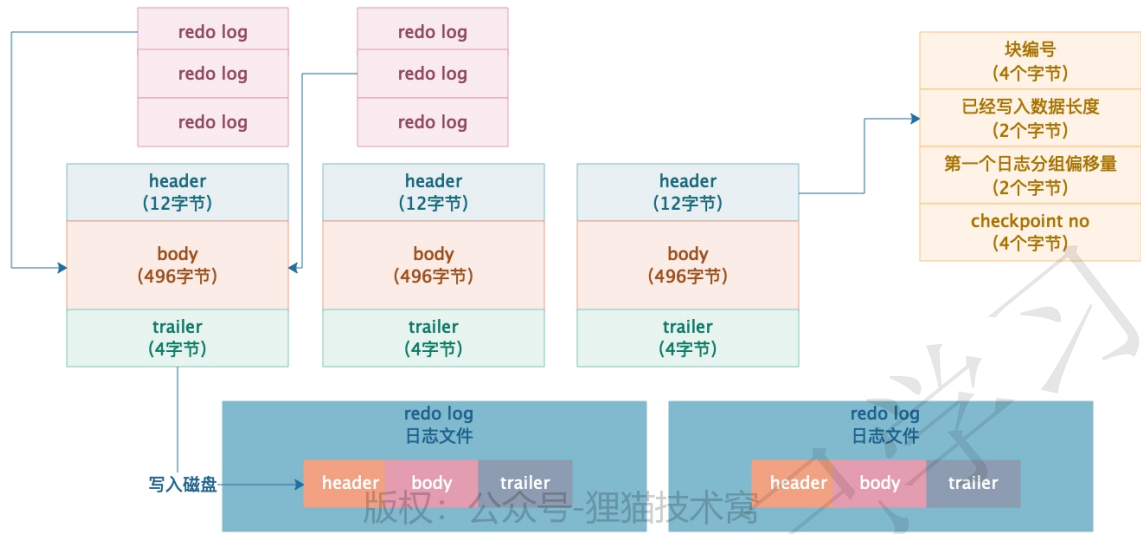 redo log
redo log
redo log
redo log
redo log
redo log
块编号
(4个字节)
已经写入数据长度
(2个字节)
第一个日志分组偏移量
(2个字节)
checkpoint no
(4个字节)
header
(12字节)
body
(496字节)
trailer
(4字节)
header
(12字节)
body
(496字节)
trailer
(4字节)
header
(12字节)
body
(496字节)
trailer
(4字节)
写入磁盘
redo log
日志文件
header body trailer
redo log
日志文件
header body trailer
版权：公众号-狸猫技术窝
学习